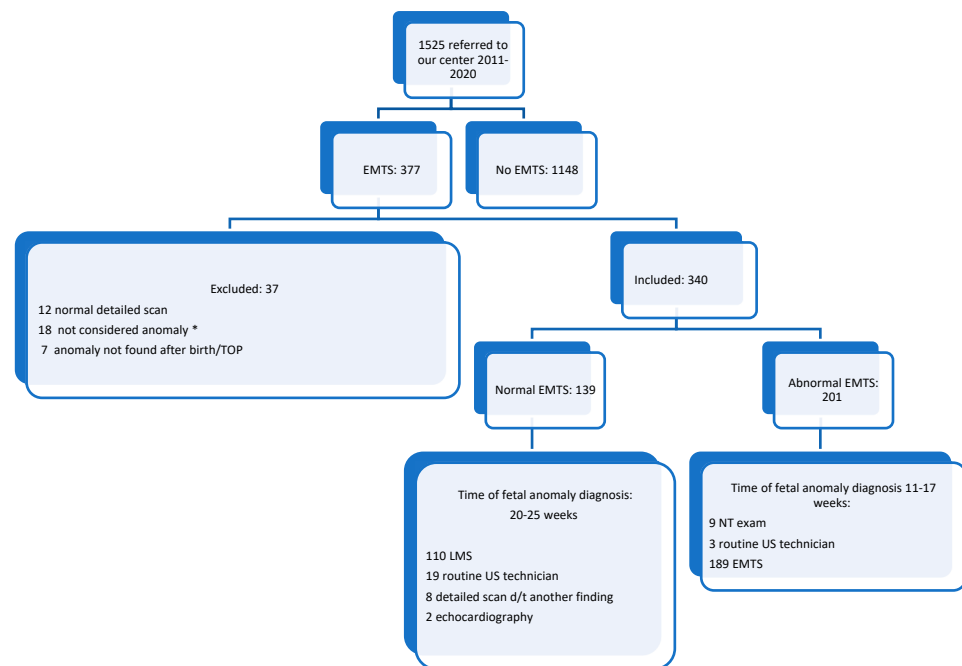 1525 referred to
our center 2011-
2020
EMTS: 377
No EMTS: 1148
Excluded: 37
12 normal detailed scan
18 not considered anomaly *
7 anomaly not found after birth/TOP
Included: 340
Normal EMTS: 139
Abnormal EMTS:
201
Time of fetal anomaly diagnosis:
20-25 weeks
110 LMS
19 routine US technician
8 detailed scan d/t another finding
2 echocardiography
Time of fetal anomaly diagnosis 11-17
weeks:
9 NT exam
3 routine US technician
189 EMTS